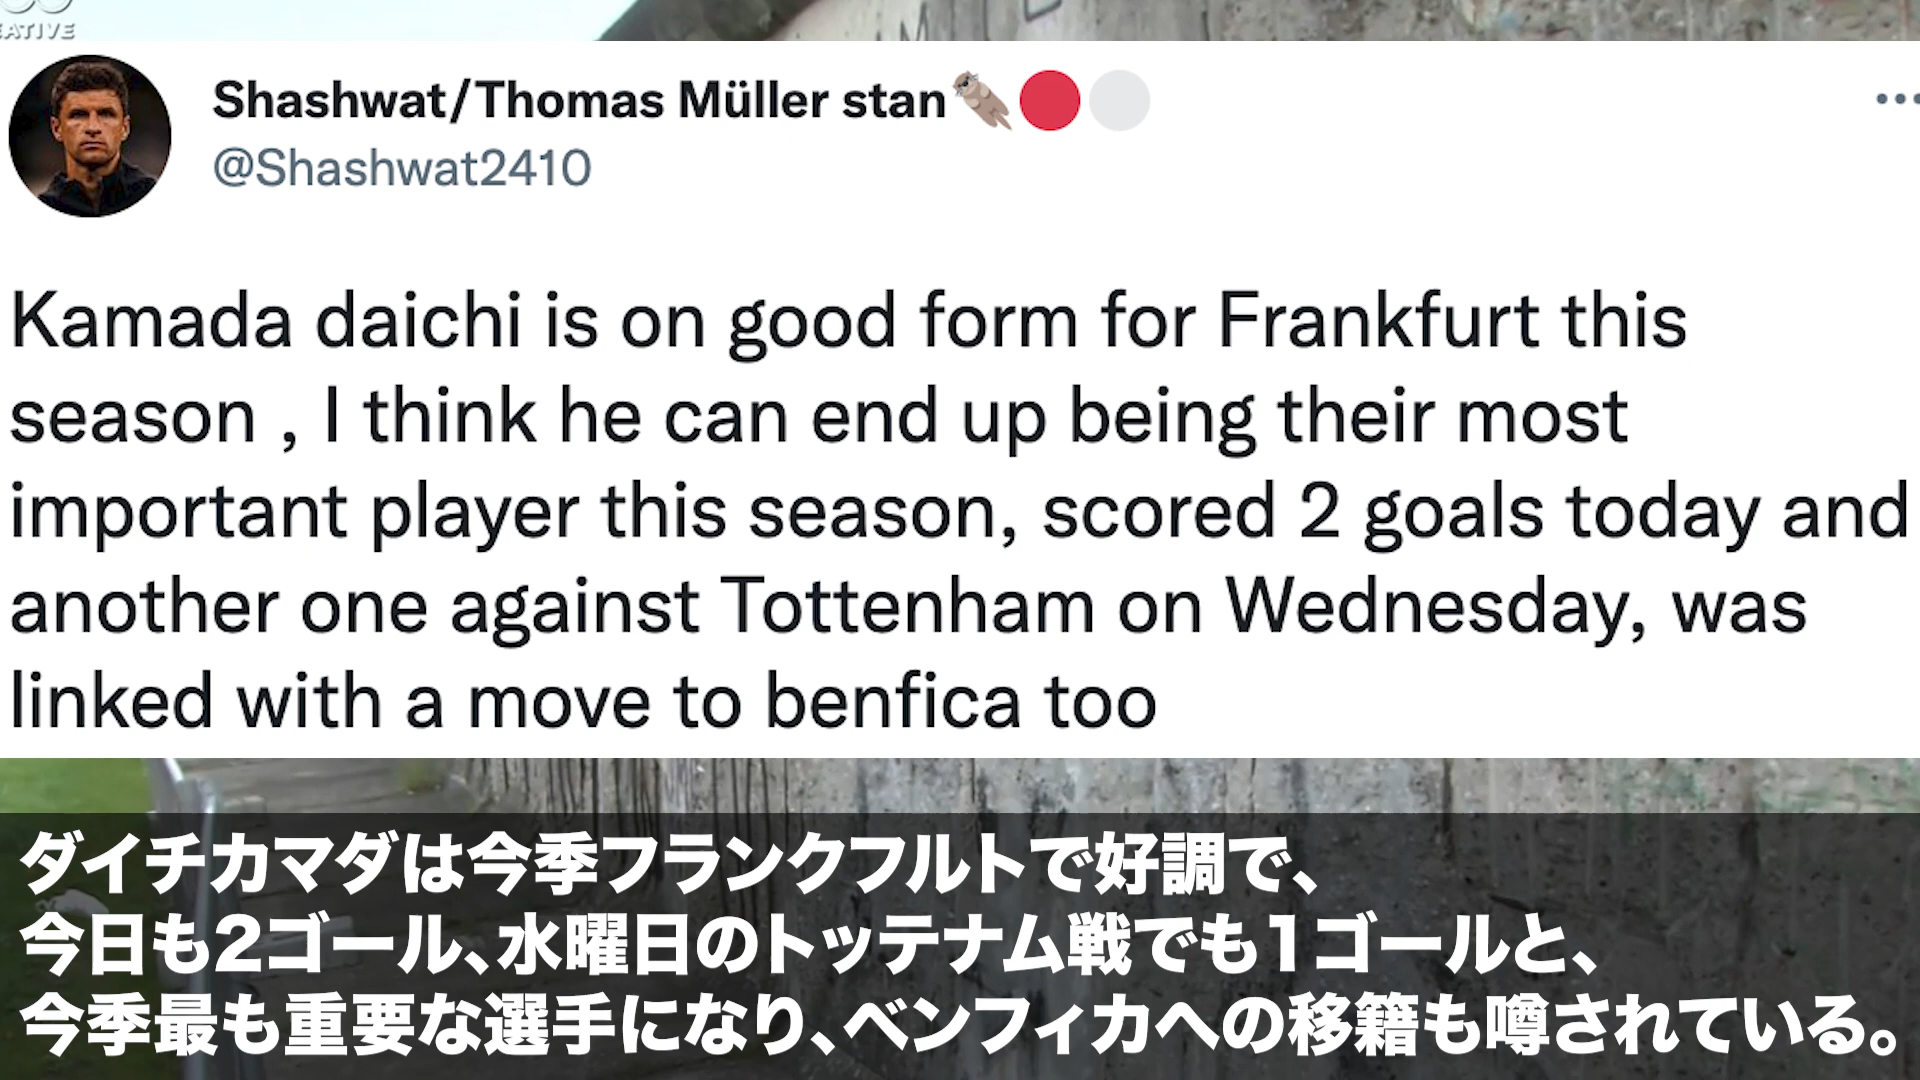 EATIVE
Shashwat/Thomas Müller stan🦦🔴⚪
@Shashwat2410
Kamada daichi is on good form for Frankfurt this
season , I think he can end up being their most
important player this season, scored 2 goals today and
another one against Tottenham on Wednesday, was
linked with a move to benfica too
ダイチカマダは今季フランクフルトで好調で、
今日も2ゴール、水曜日のトッテナム戦でも1ゴールと、
今季最も重要な選手になり、ベンフィカへの移籍も噂されている。